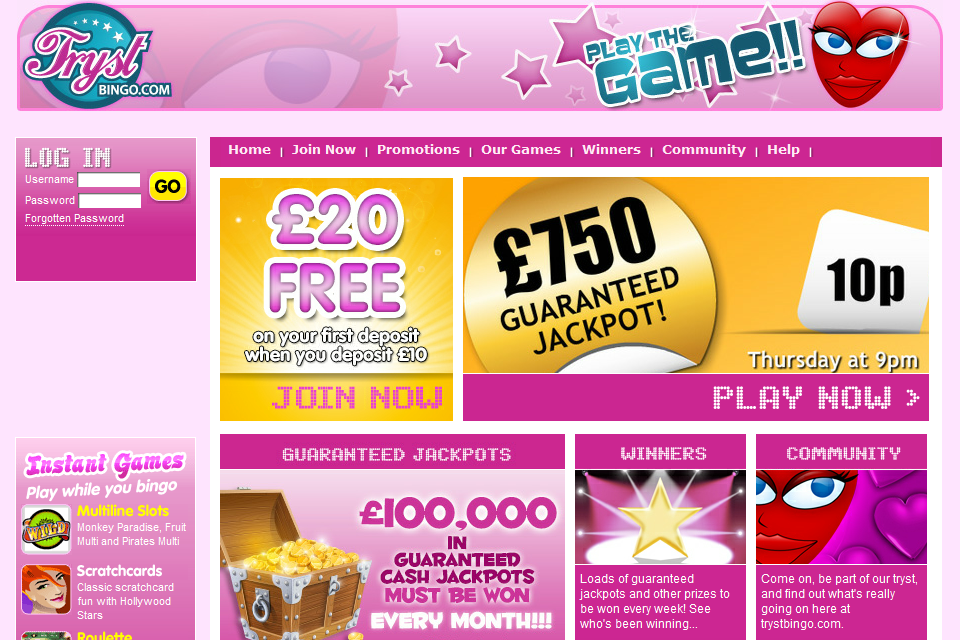 Tryst
BINGO.COM
PLAY THE
Game!!
LOG IN
Username
Password
GO
Forgotten Password
Home | Join Now | Promotions | Our Games | Winners | Community | Help |
£20
FREE
on your first deposit
when you deposit £10
JOIN NOW
£750
GUARANTEED
JACKPOT!
10p
Thursday at 9pm
PLAY NOW >
Instant Games
Play while you bingo
WILD
Multiline Slots
Monkey Paradise, Fruit
Multi and Pirates Multi
Scratchcards
Classic scratchcard
fun with Hollywood
Stars
Roulette
GUARANTEED JACKPOTS
£100,000
IN
GUARANTEED
CASH JACKPOTS
MUST BE WON
EVERY MONTH!!!
WINNERS
Loads of guaranteed
jackpots and other prizes to
be won every week! See
who's been winning...
COMMUNITY
Come on, be part of our tryst,
and find out what's really
going on here at
trystbingo.com.